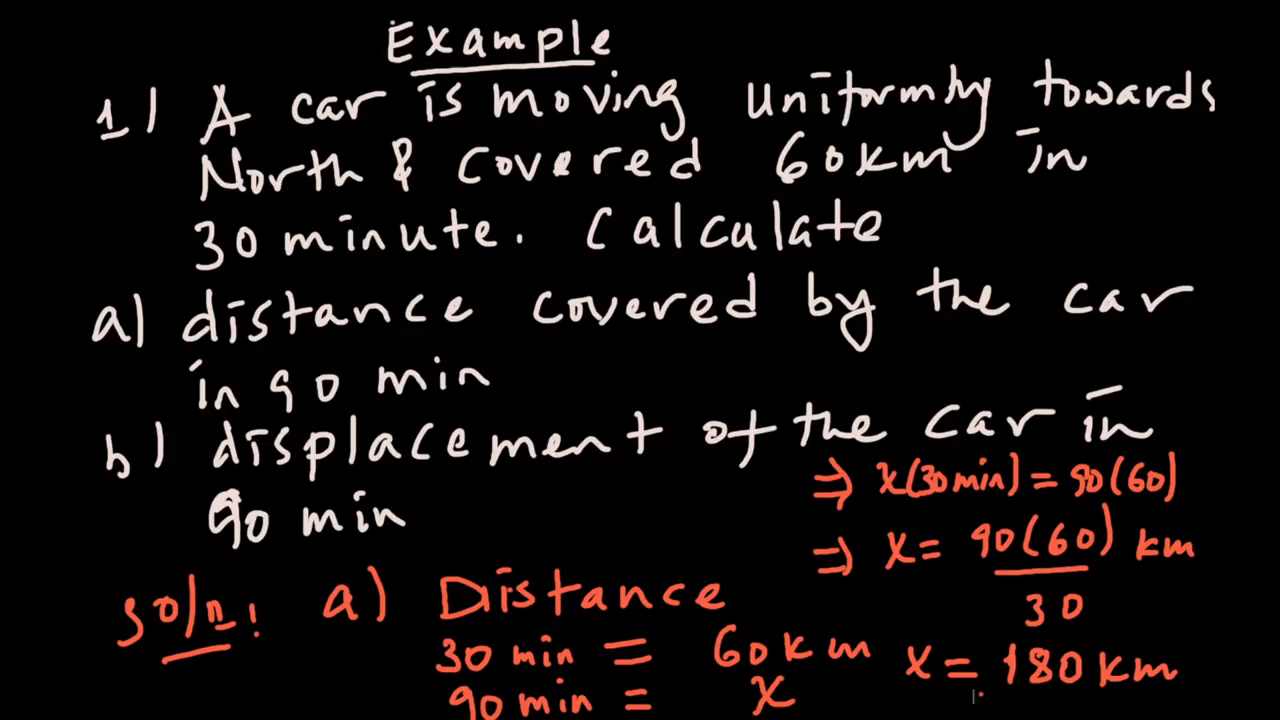 Example
1) A car is moving uniformly towards
North & covered 60km in
30 minute. Calculate
a) distance covered by the car
in 90 min
b) displacement of the car in
90 min
⇒ x(30min) = 90(60)
⇒ x = 90(60) km
30
x = 180 km
Soln: a) Distance
30 min = 60km
90 min = x